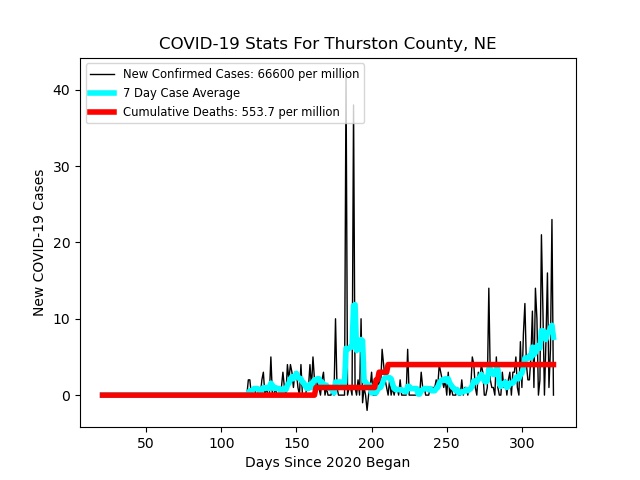 COVID-19 Stats For Thurston County, NE
New Confirmed Cases: 66600 per million
7 Day Case Average
Cumulative Deaths: 553.7 per million
New COVID-19 Cases
40
30
20
10
0
50 100 150 200 250 300
Days Since 2020 Began